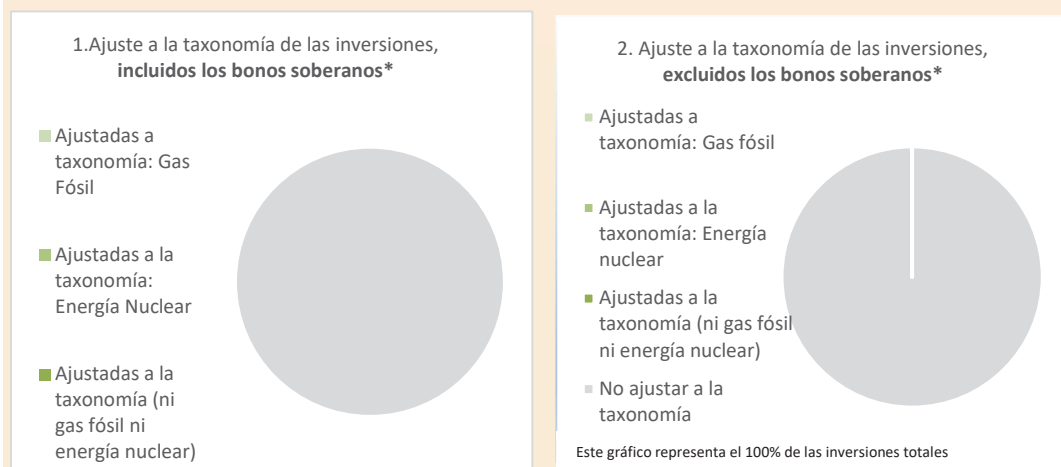 1.Ajuste a la taxonomía de las inversiones,
incluidos los bonos soberanos*
Ajustadas a
taxonomía: Gas
Fósil
Ajustadas a la
taxonomía:
Energía Nuclear
Ajustadas a la
taxonomía (ni
gas fósil ni
energía nuclear)
2. Ajuste a la taxonomía de las inversiones,
excluidos los bonos soberanos*
Ajustadas a
taxonomía: Gas fósil
Ajustadas a la
taxonomía: Energía
nuclear
Ajustadas a la
taxonomía (ni gas fósil
ni energía nuclear)
No ajustar a la
taxonomía
Este gráfico representa el 100% de las inversiones totales